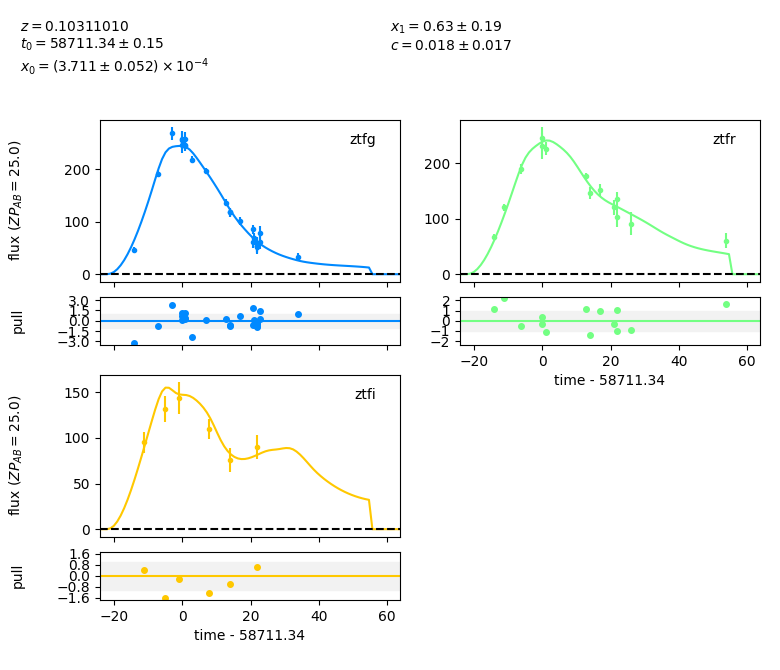 z = 0.10311010
t₀ = 58711.34 ± 0.15
x₀ = (3.711 ± 0.052) × 10⁻⁴
x₁ = 0.63 ± 0.19
c = 0.018 ± 0.017
ztfg
flux (ZP_AB = 25.0)
200
100
0
ztfr
200
100
0
pull
3.0
1.5
0.0
−1.5
−3.0
2
1
0
−1
−2
−20 0 20 40 60
time - 58711.34
ztfi
flux (ZP_AB = 25.0)
150
100
50
0
pull
1.6
0.8
0.0
−0.8
−1.6
−20 0 20 40 60
time - 58711.34